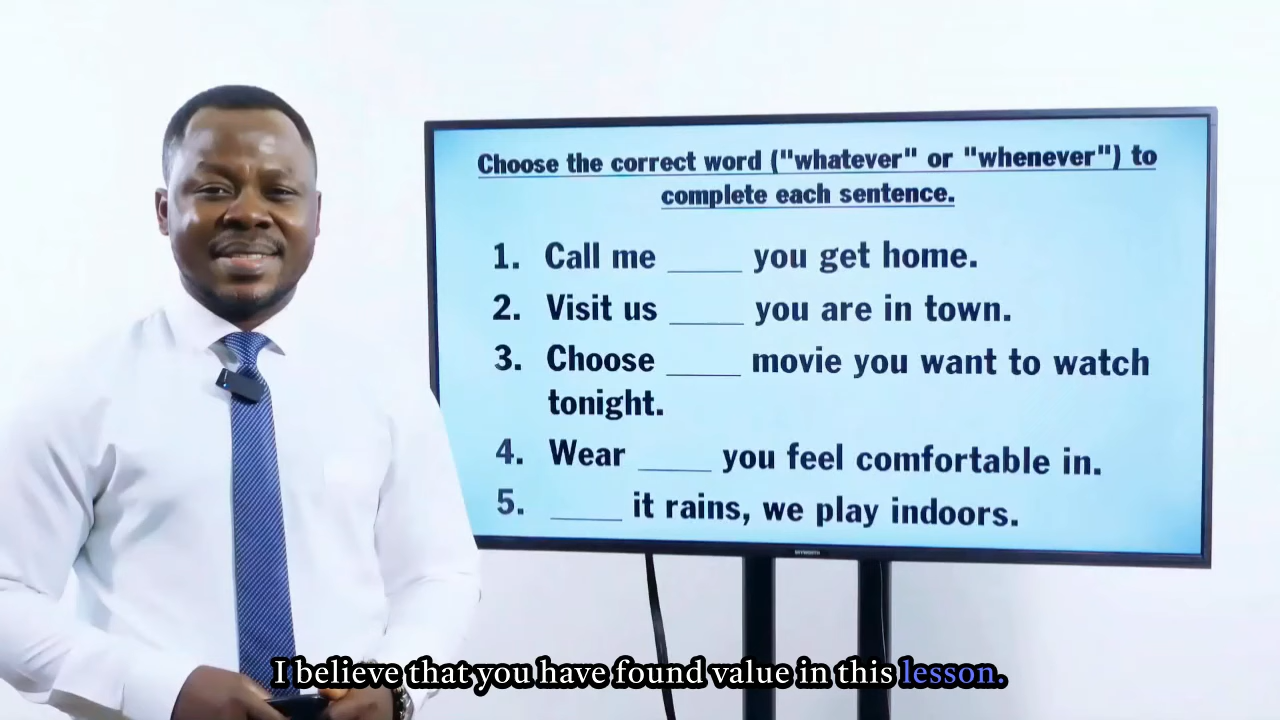 Choose the correct word ("whatever" or "whenever") to
complete each sentence.
1. Call me _____ you get home.
2. Visit us _____ you are in town.
3. Choose _____ movie you want to watch
tonight.
4. Wear _____ you feel comfortable in.
5. _____ it rains, we play indoors.
SKYWORTH
I believe that you have found value in this lesson.